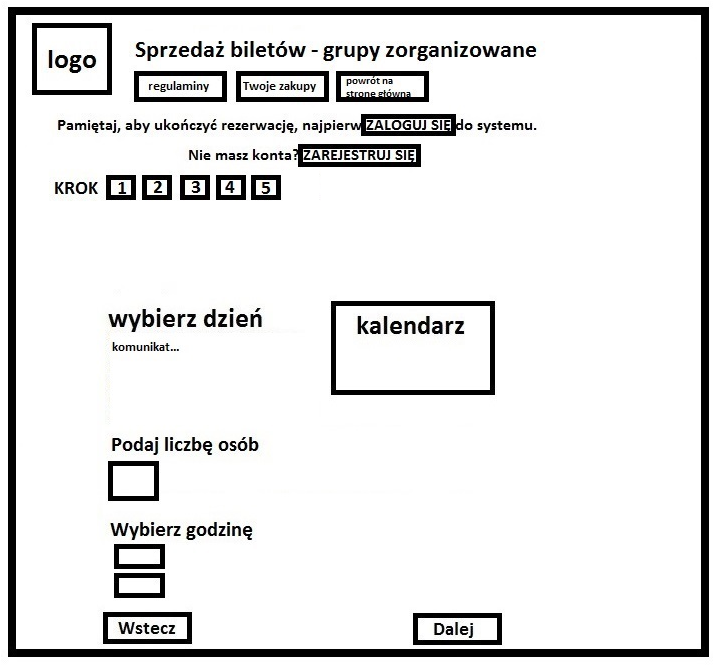 logo
Sprzedaż biletów - grupy zorganizowane
regulaminy
Twoje zakupy
powrót na
stronę główną
Pamiętaj, aby ukończyć rezerwację, najpierw ZALOGUJ SIĘ do systemu.
Nie masz konta? ZAREJESTRUJ SIĘ
KROK 1 2 3 4 5
wybierz dzień
komunikat...
kalendarz
Podaj liczbę osób
Wybierz godzinę
Wstecz
Dalej